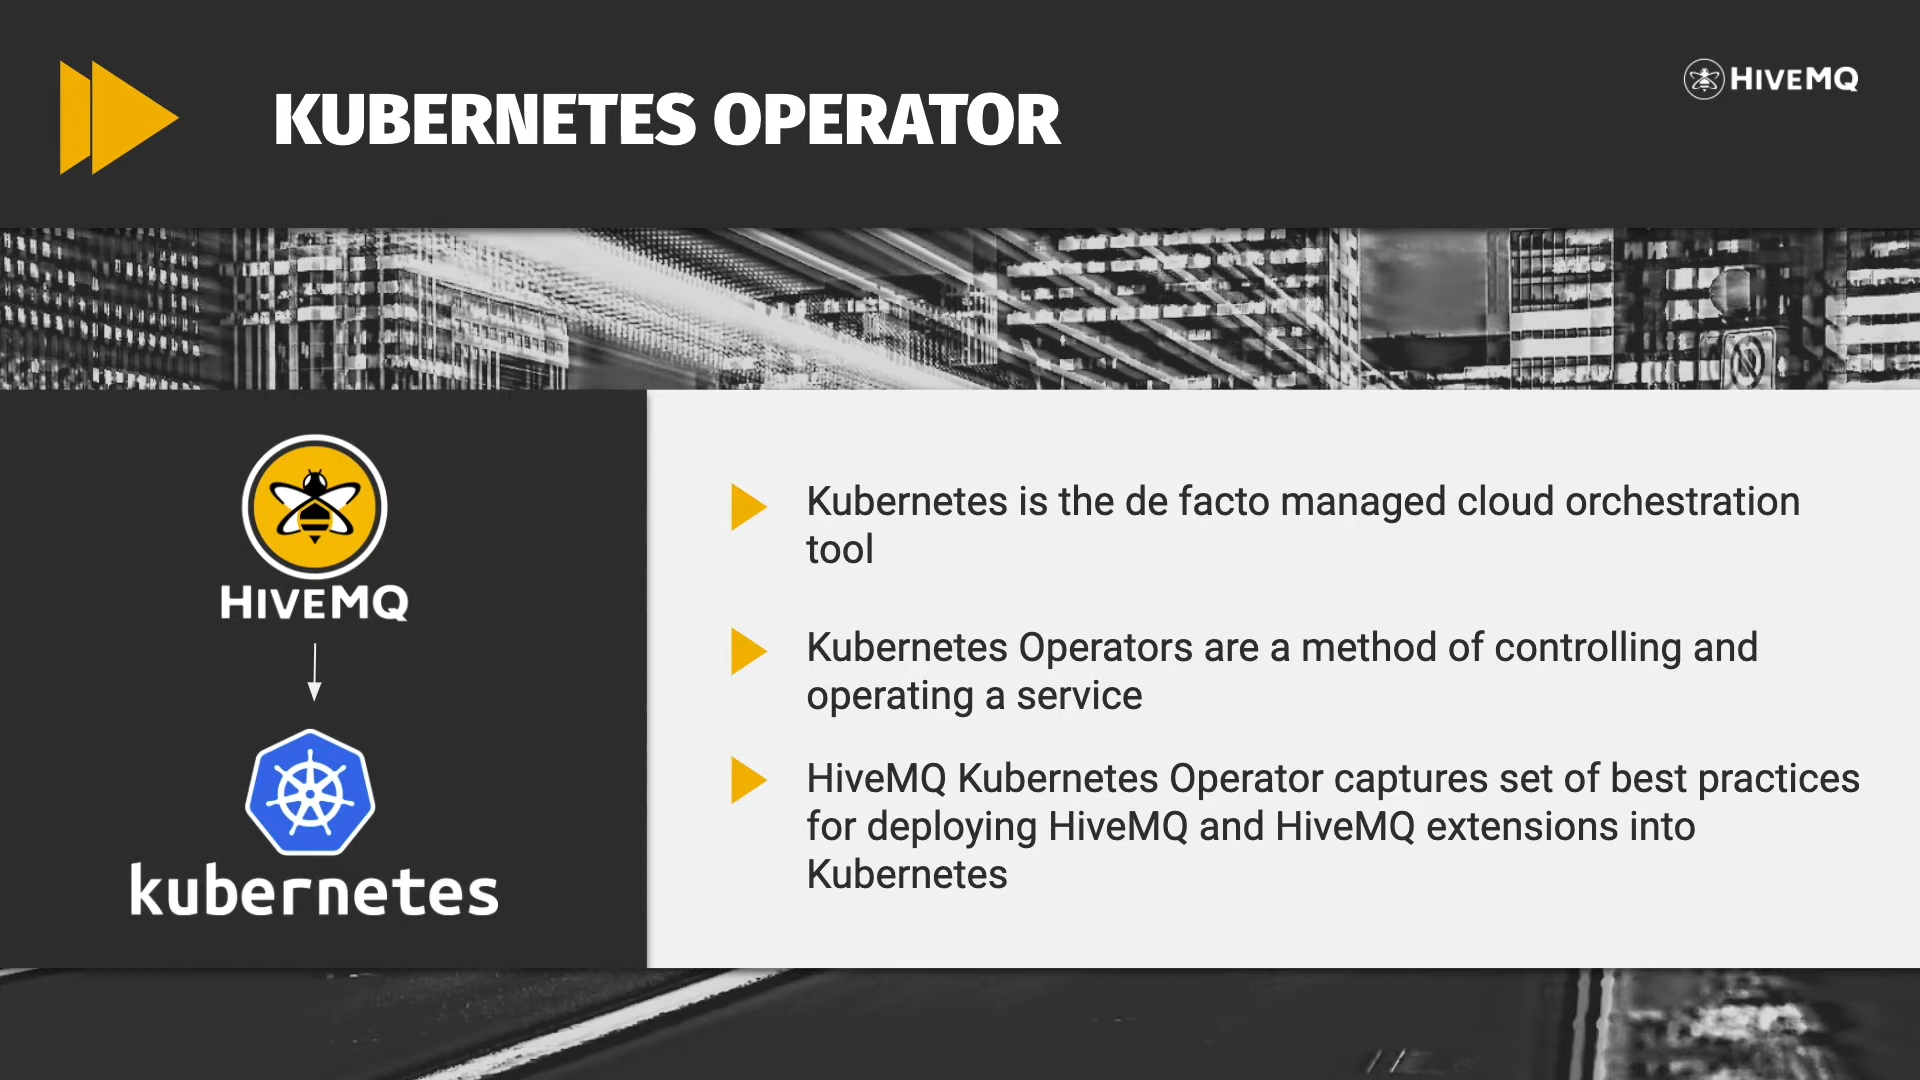 KUBERNETES OPERATOR
HIVEMQ
HIVEMQ
kubernetes
Kubernetes is the de facto managed cloud orchestration
tool
Kubernetes Operators are a method of controlling and
operating a service
HiveMQ Kubernetes Operator captures set of best practices
for deploying HiveMQ and HiveMQ extensions into
Kubernetes